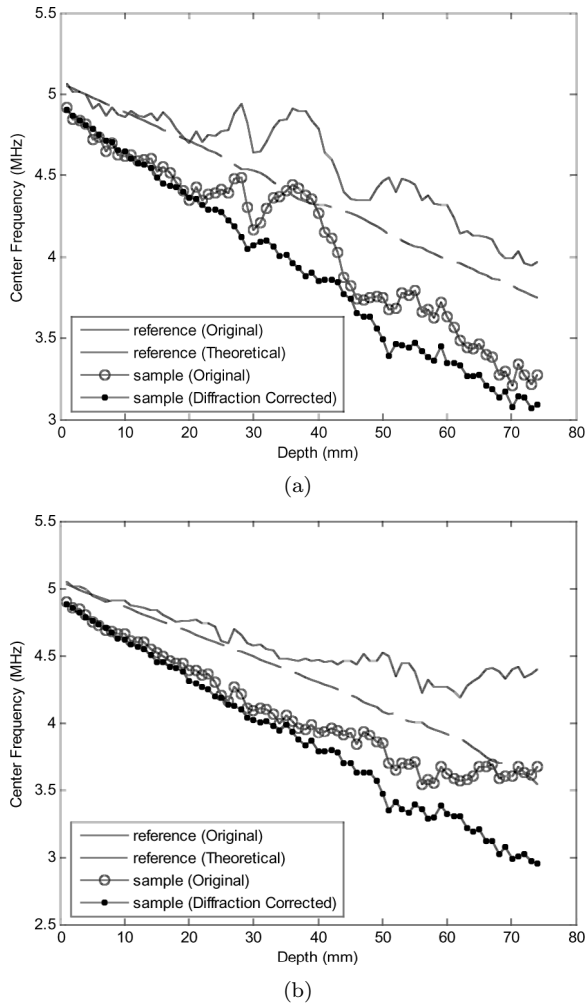 5.5
5
4.5
4
3.5
3
Center Frequency (MHz)
reference (Original)
reference (Theoretical)
sample (Original)
sample (Diffraction Corrected)
0 10 20 30 40 50 60 70 80
Depth (mm)
(a)
5.5
5
4.5
4
3.5
3
2.5
Center Frequency (MHz)
reference (Original)
reference (Theoretical)
sample (Original)
sample (Diffraction Corrected)
0 10 20 30 40 50 60 70 80
Depth (mm)
(b)